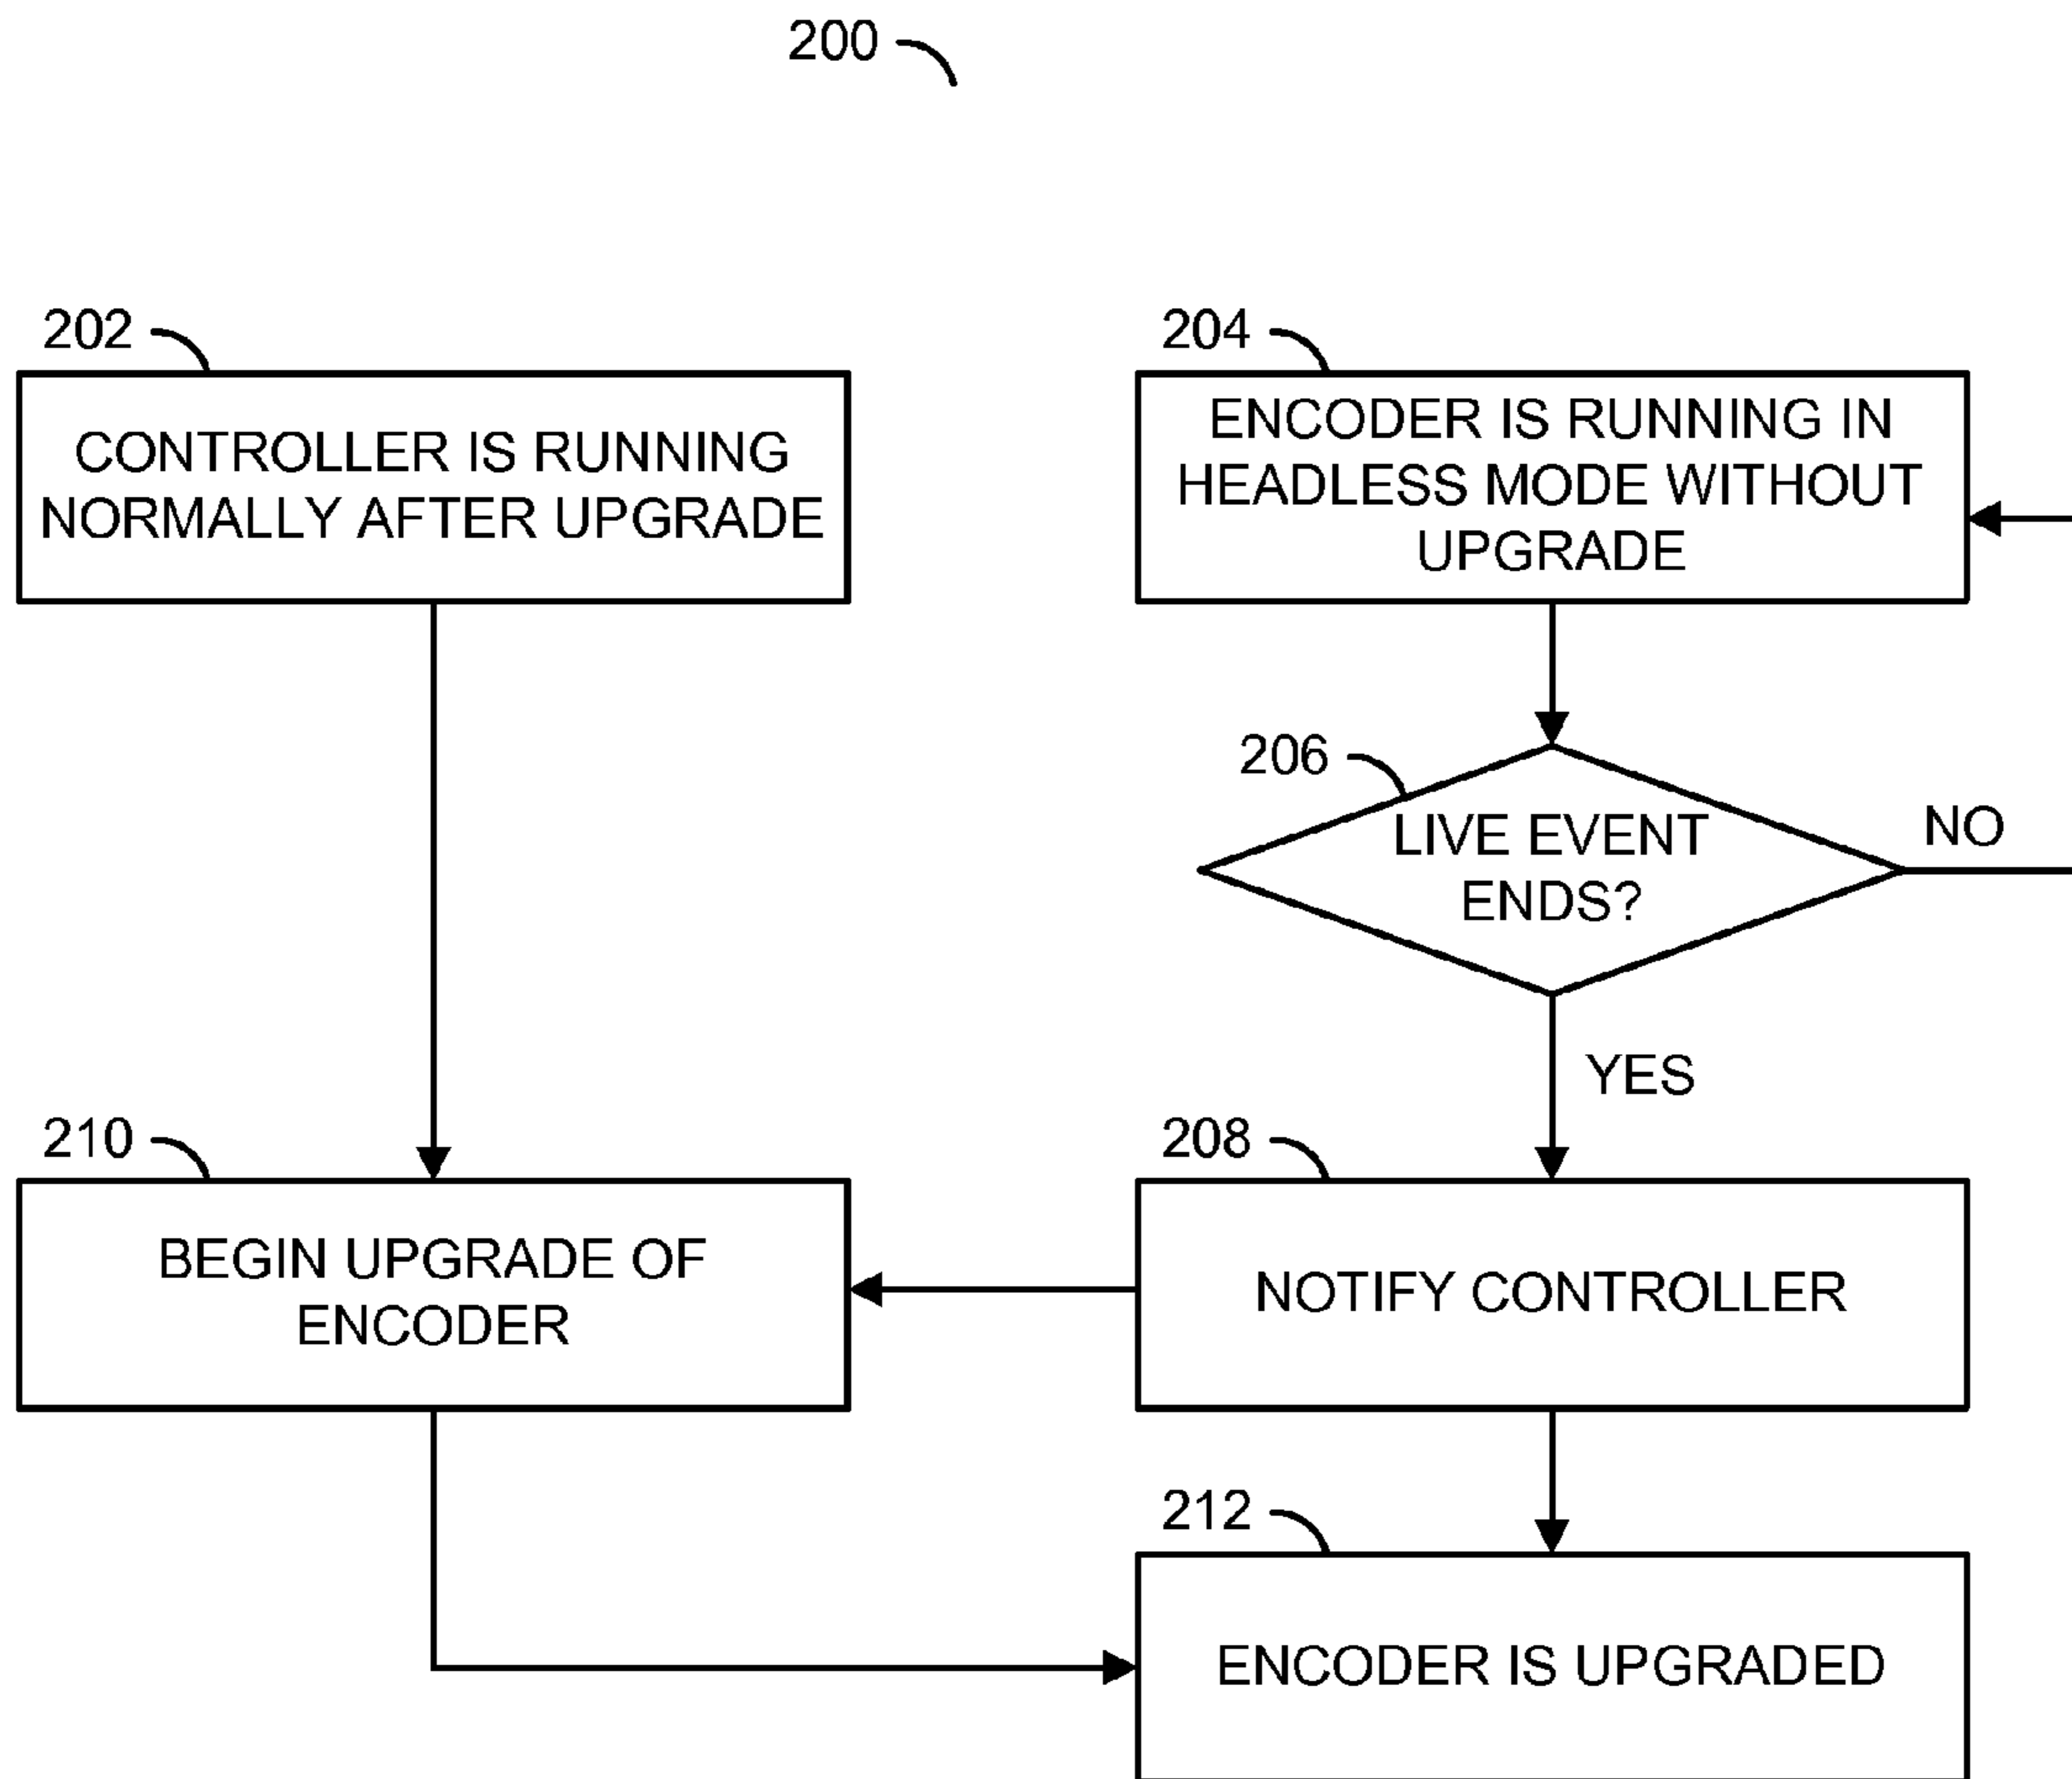 200
202
CONTROLLER IS RUNNING
NORMALLY AFTER UPGRADE
204
ENCODER IS RUNNING IN
HEADLESS MODE WITHOUT
UPGRADE
206
LIVE EVENT
ENDS?
NO
YES
210
BEGIN UPGRADE OF
ENCODER
208
NOTIFY CONTROLLER
212
ENCODER IS UPGRADED